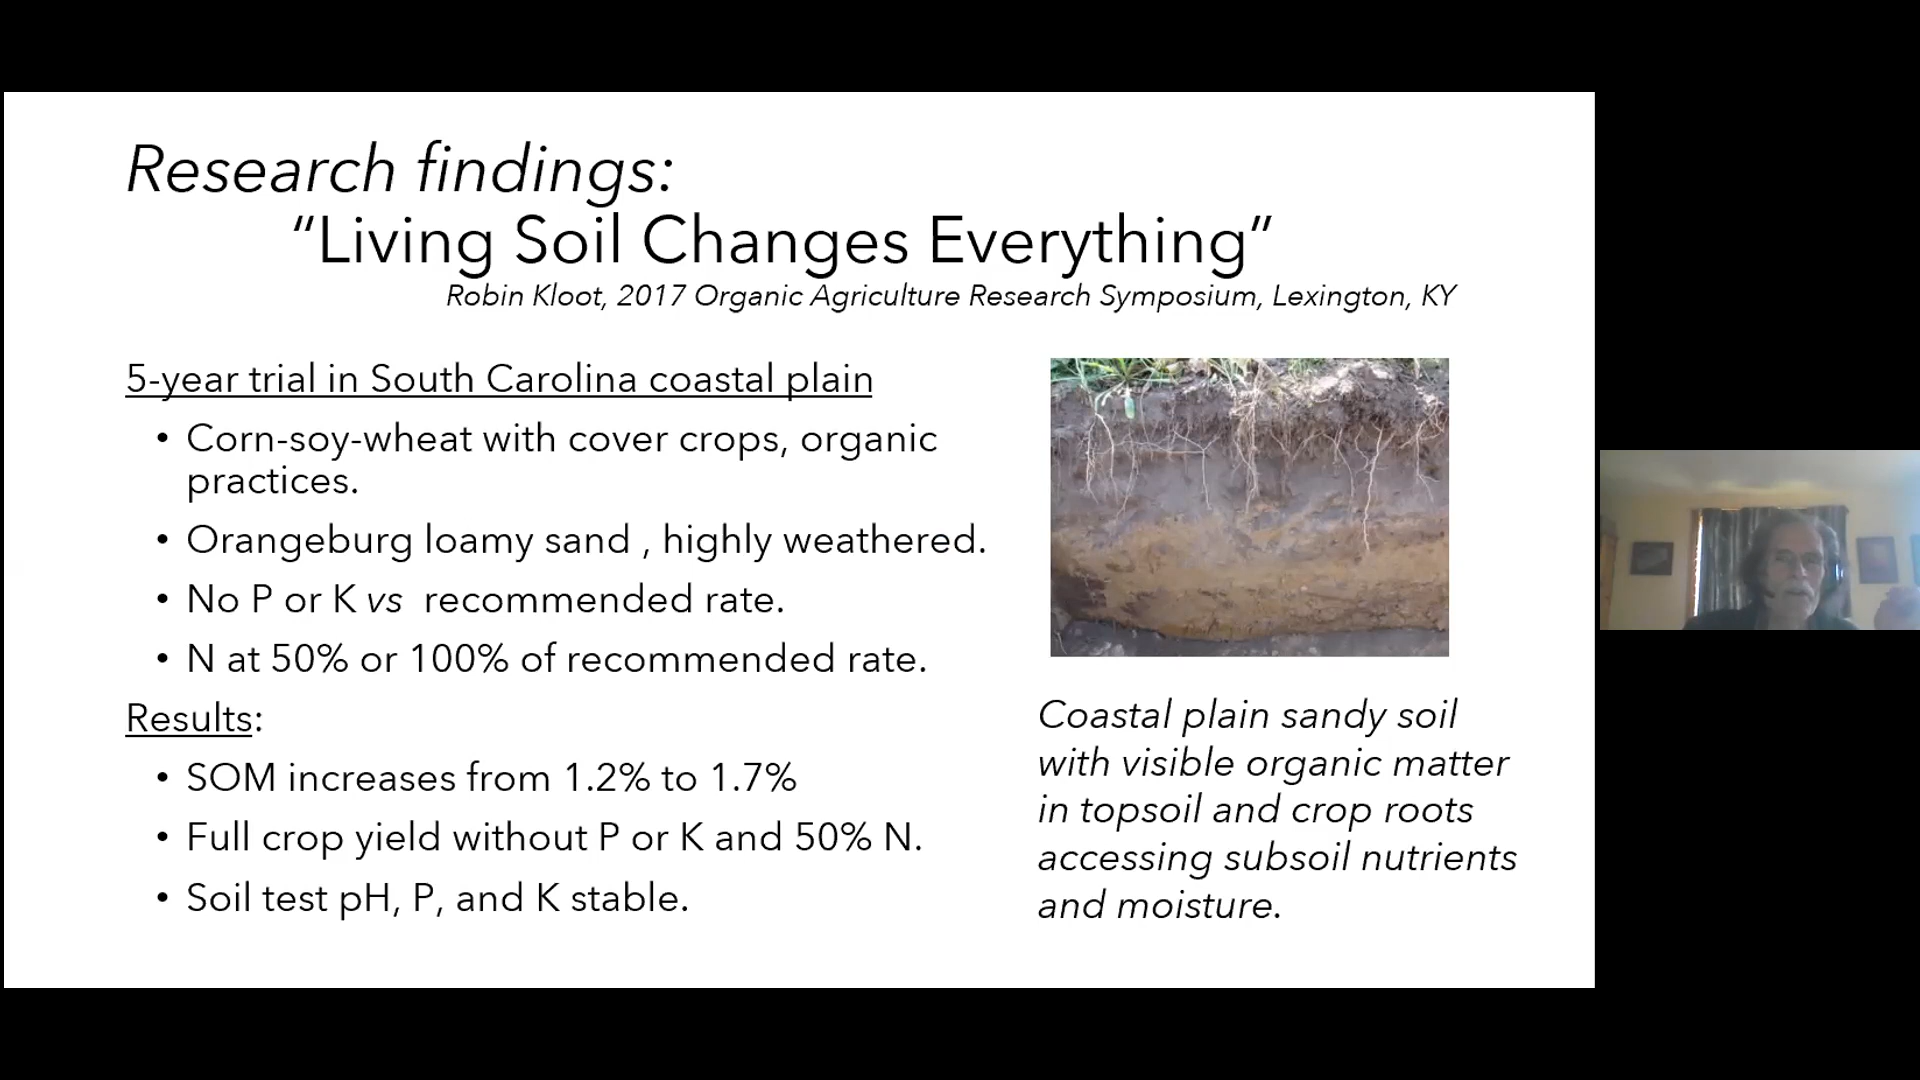 Research findings:
“Living Soil Changes Everything”
Robin Kloot, 2017 Organic Agriculture Research Symposium, Lexington, KY
5-year trial in South Carolina coastal plain
• Corn-soy-wheat with cover crops, organic
practices.
• Orangeburg loamy sand , highly weathered.
• No P or K vs recommended rate.
• N at 50% or 100% of recommended rate.
Results:
• SOM increases from 1.2% to 1.7%
• Full crop yield without P or K and 50% N.
• Soil test pH, P, and K stable.
Coastal plain sandy soil
with visible organic matter
in topsoil and crop roots
accessing subsoil nutrients
and moisture.